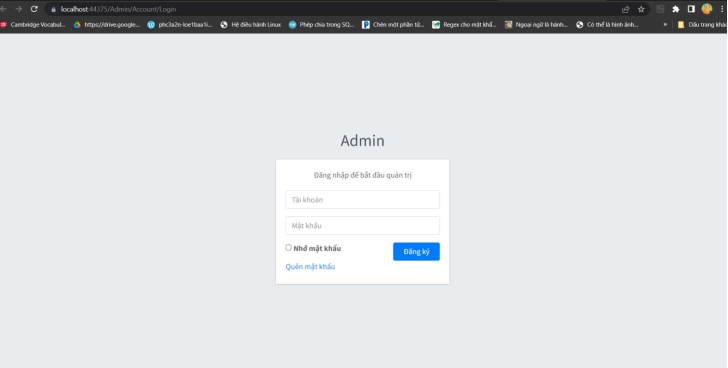 localhost:44375/Admin/Account/Login
Cambridge Vocabul... https://drive.google... phc3a2n-loe1baa1i... Hệ điều hành Linux Phép chia trong SQ... Chèn một phần tử... Regex cho mật khẩ... Ngoại ngữ là hành... Có thể là hình ảnh... » Dấu trang khác
Admin
Đăng nhập để bắt đầu quản trị
Tài khoản
Mật khẩu
Nhớ mật khẩu
Đăng ký
Quên mật khẩu